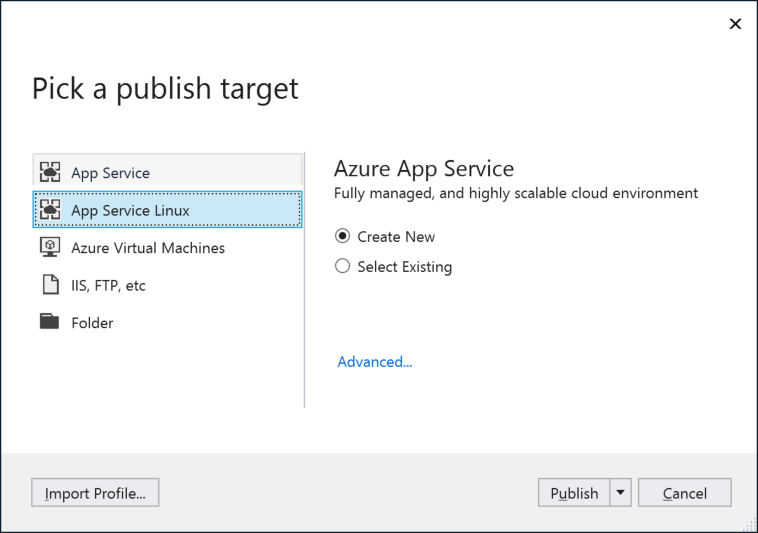 Pick a publish target
App Service
App Service Linux
Azure Virtual Machines
IIS, FTP, etc
Folder
Azure App Service
Fully managed, and highly scalable cloud environment
Create New
Select Existing
Advanced...
Import Profile...
Publish
Cancel